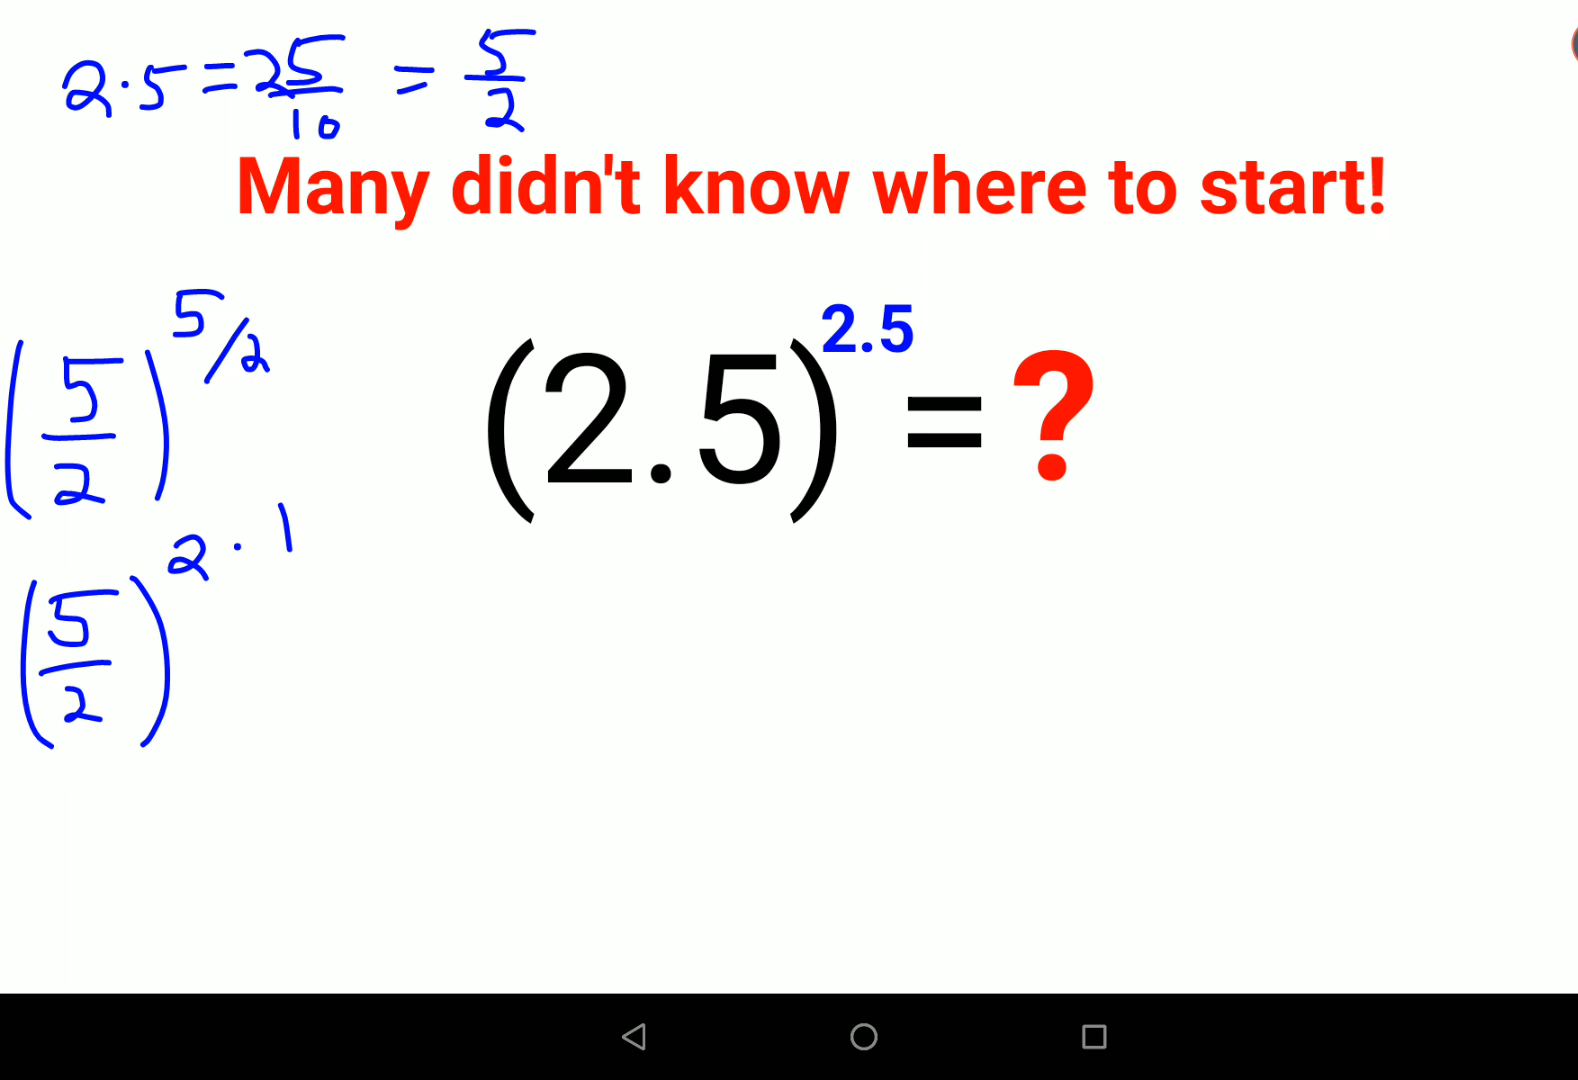 2.5 = 25/10 = 5/2
Many didn't know where to start!
(5/2)^5/2
(2.5)^2.5 = ?
(5/2)^2.1